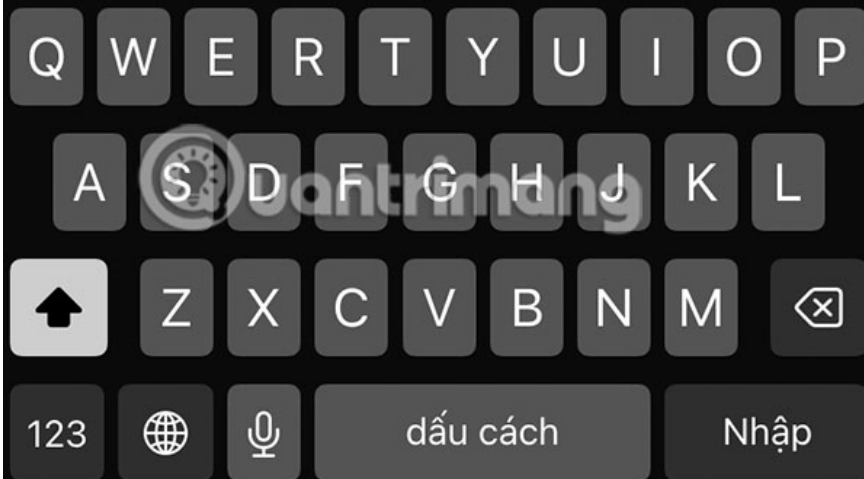 Q W E R T Y U I O P
A S D F G H J K L
Quantrimang
Z X C V B N M
123 dấu cách Nhập